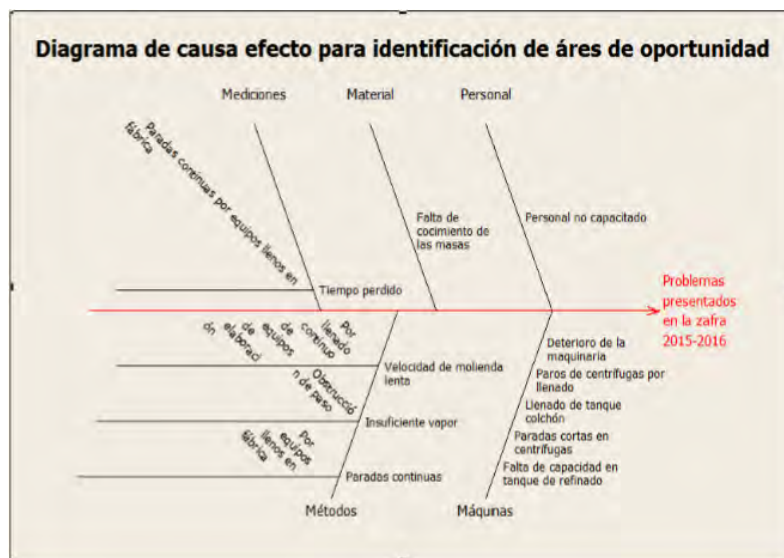 Diagrama de causa efecto para identificación de áres de oportunidad
Mediciones
Material
Personal
Paradas continuas por equipos llenos en
fábrica
Falta de
cocimiento de
las masas
Personal no capacitado
Tiempo perdido
Problemas
presentados
en la zafra
2015-2016
Por
llenado
continuo
de
equipos
de
elaboració
n
Velocidad de molienda
lenta
Obstrucció
n de paso
Insuficiente vapor
Por
equipos
llenos en
fábrica
Paradas continuas
Deterioro de la
maquinaria
Paros de centrífugas por
llenado
Llenado de tanque
colchón
Paradas cortas en
centrífugas
Falta de capacidad en
tanque de refinado
Métodos
Máquinas